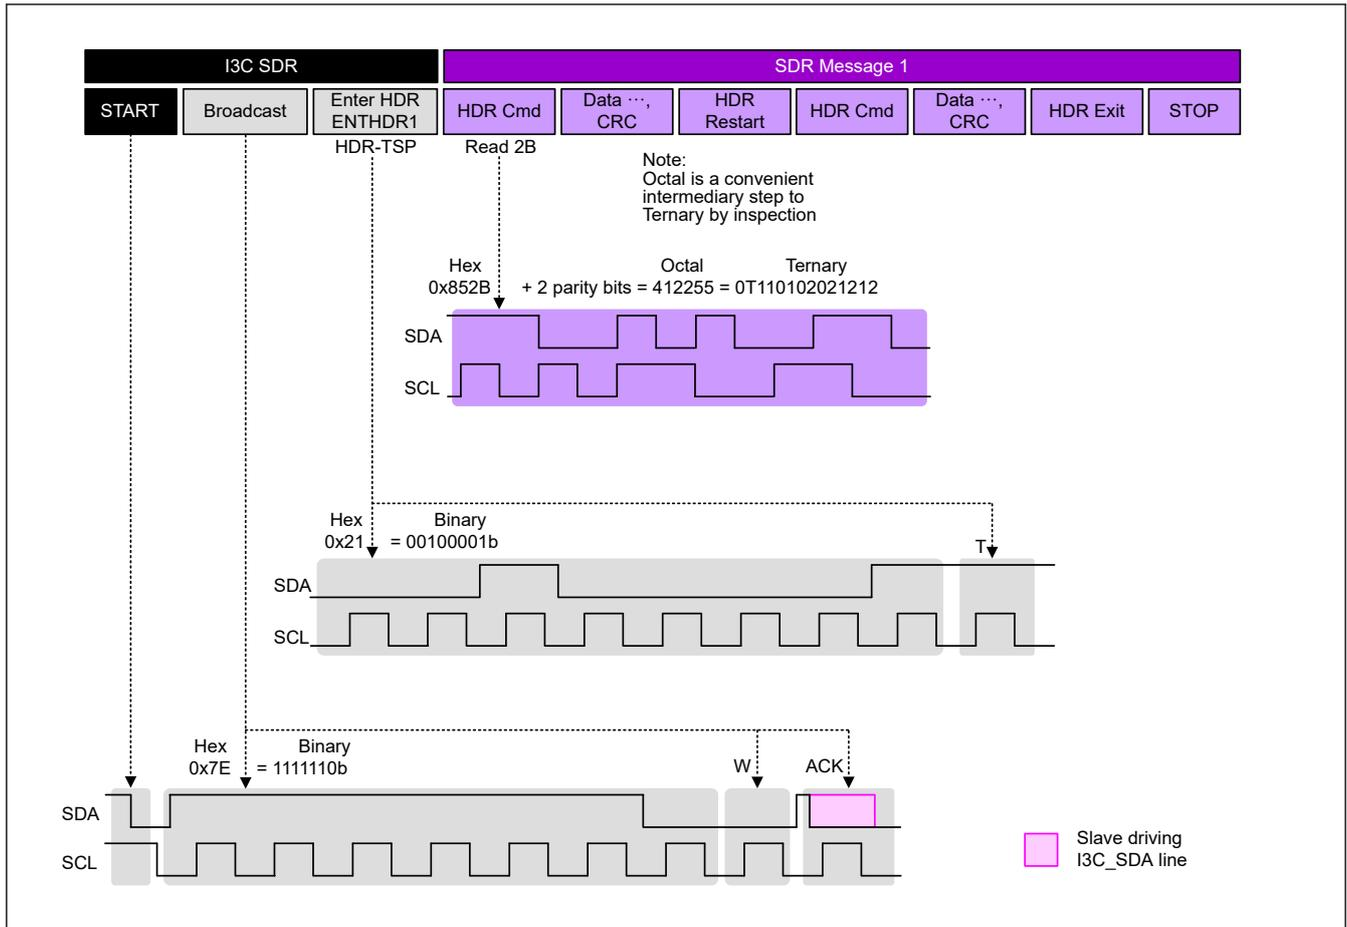 I3C SDR
SDR Message 1
START
Broadcast
Enter HDR
ENTHDR1
HDR Cmd
Data ···,
CRC
HDR
Restart
HDR Cmd
Data ···,
CRC
HDR Exit
STOP
HDR-TSP
Read 2B
Note:
Octal is a convenient
intermediary step to
Ternary by inspection
Hex
Octal
Ternary
0x852B
+ 2 parity bits = 412255 = 0T110102021212
SDA
SCL
Hex
Binary
0x21
= 00100001b
T
SDA
SCL
Hex
Binary
0x7E
= 1111110b
W
ACK
SDA
SCL
Slave driving
I3C_SDA line